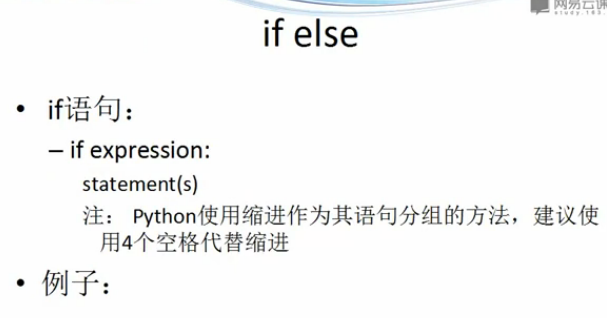 网易云课
study.163.
if else
• if语句：
– if expression:
statement(s)
注： Python使用缩进作为其语句分组的方法，建议使
用4个空格代替缩进
• 例子：